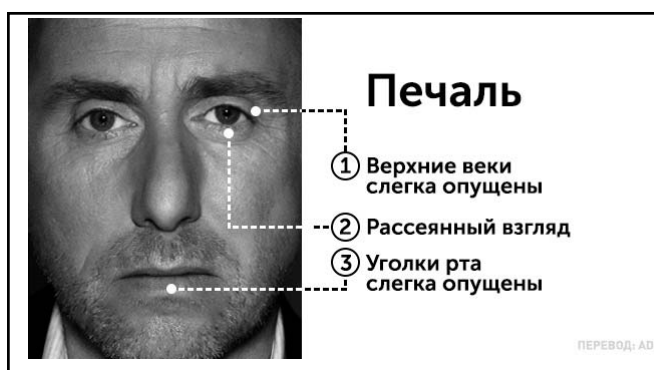 Печаль
1 Верхние веки
слегка опущены
2 Рассеянный взгляд
3 Уголки рта
слегка опущены
ПЕРЕВОД: AD